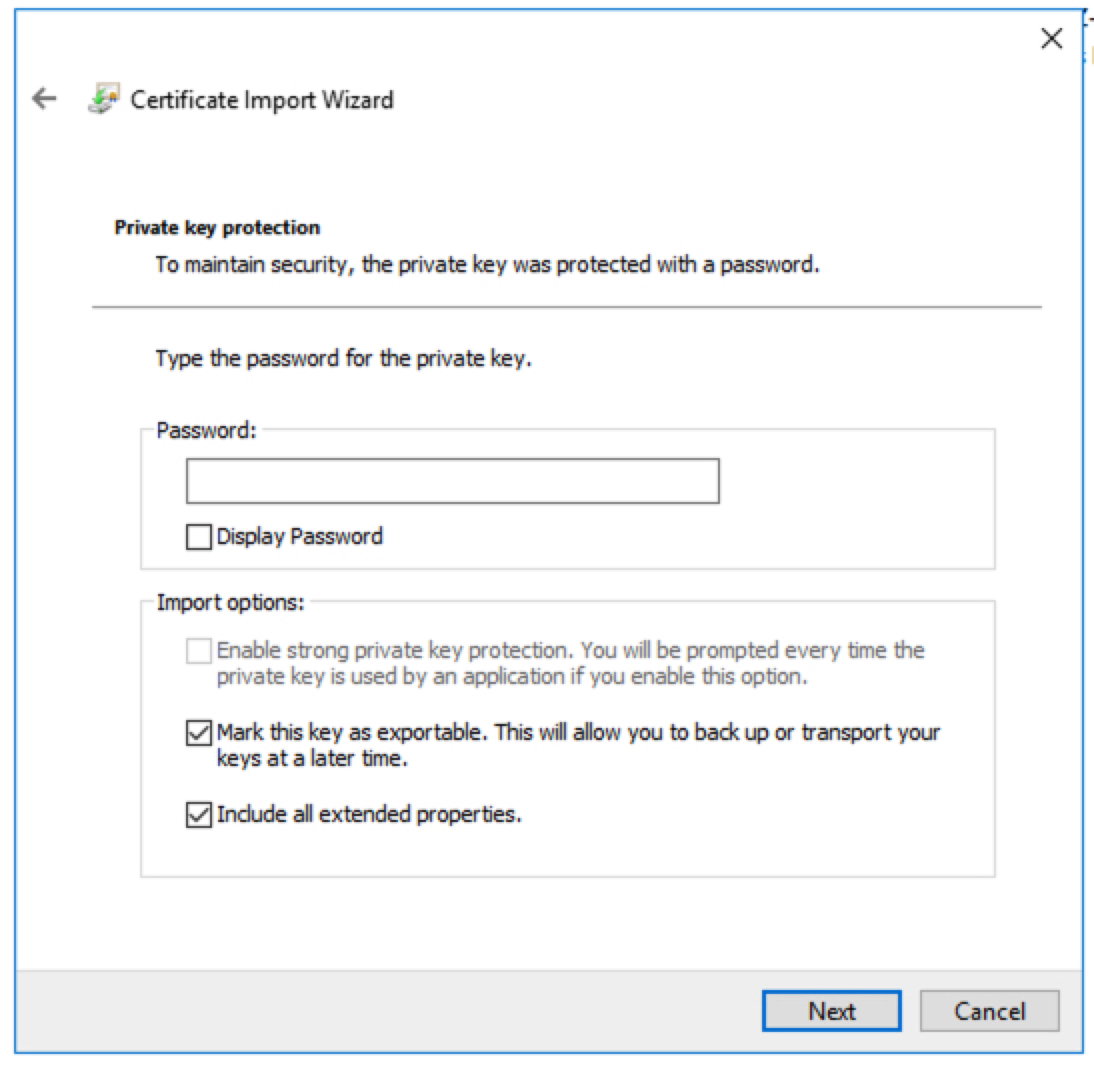 Certificate Import Wizard
Private key protection
To maintain security, the private key was protected with a password.
Type the password for the private key.
Password:
Display Password
Import options:
Enable strong private key protection. You will be prompted every time the
private key is used by an application if you enable this option.
Mark this key as exportable. This will allow you to back up or transport your
keys at a later time.
Include all extended properties.
Next
Cancel